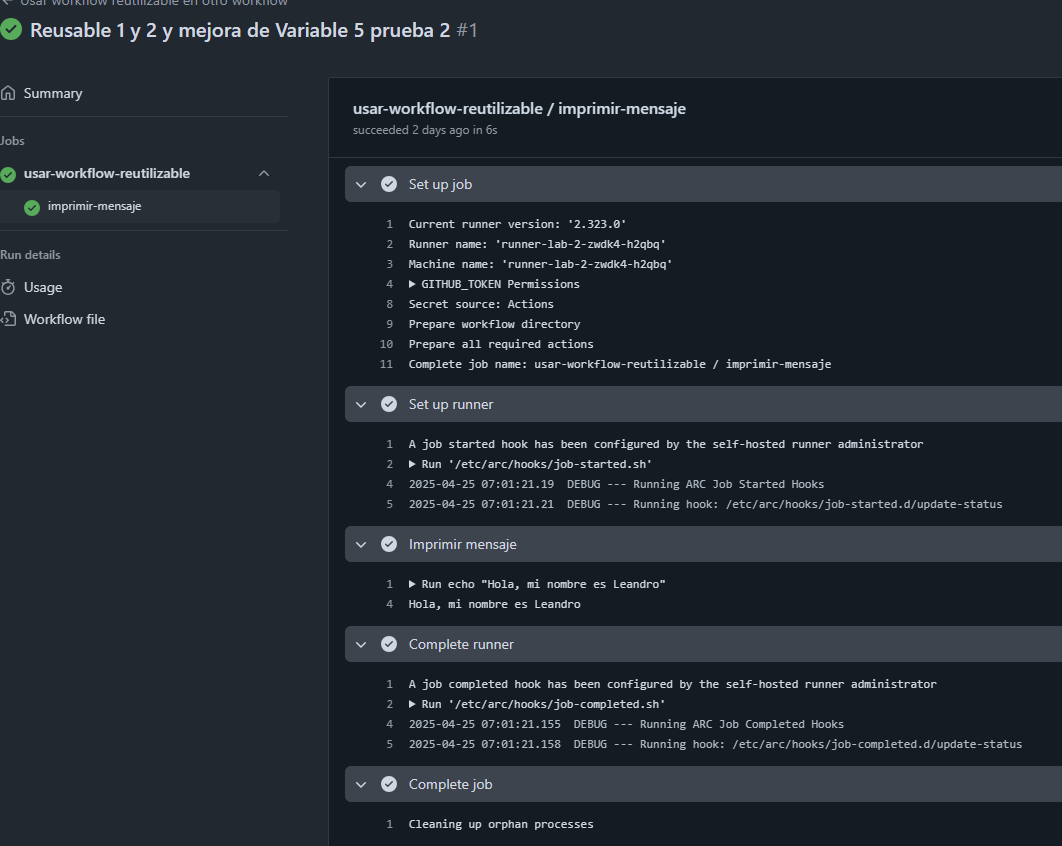 Usar workflow reutilizable en otro workflow
Reusable 1 y 2 y mejora de Variable 5 prueba 2 #1
Summary
Jobs
usar-workflow-reutilizable
imprimir-mensaje
Run details
Usage
Workflow file
usar-workflow-reutilizable / imprimir-mensaje
succeeded 2 days ago in 6s
Set up job
1 Current runner version: '2.323.0'
2 Runner name: 'runner-lab-2-zwdk4-h2qbq'
3 Machine name: 'runner-lab-2-zwdk4-h2qbq'
4 GITHUB_TOKEN Permissions
8 Secret source: Actions
9 Prepare workflow directory
10 Prepare all required actions
11 Complete job name: usar-workflow-reutilizable / imprimir-mensaje
Set up runner
1 A job started hook has been configured by the self-hosted runner administrator
2 Run '/etc/arc/hooks/job-started.sh'
4 2025-04-25 07:01:21.19 DEBUG --- Running ARC Job Started Hooks
5 2025-04-25 07:01:21.21 DEBUG --- Running hook: /etc/arc/hooks/job-started.d/update-status
Imprimir mensaje
1 Run echo "Hola, mi nombre es Leandro"
4 Hola, mi nombre es Leandro
Complete runner
1 A job completed hook has been configured by the self-hosted runner administrator
2 Run '/etc/arc/hooks/job-completed.sh'
4 2025-04-25 07:01:21.155 DEBUG --- Running ARC Job Completed Hooks
5 2025-04-25 07:01:21.158 DEBUG --- Running hook: /etc/arc/hooks/job-completed.d/update-status
Complete job
1 Cleaning up orphan processes